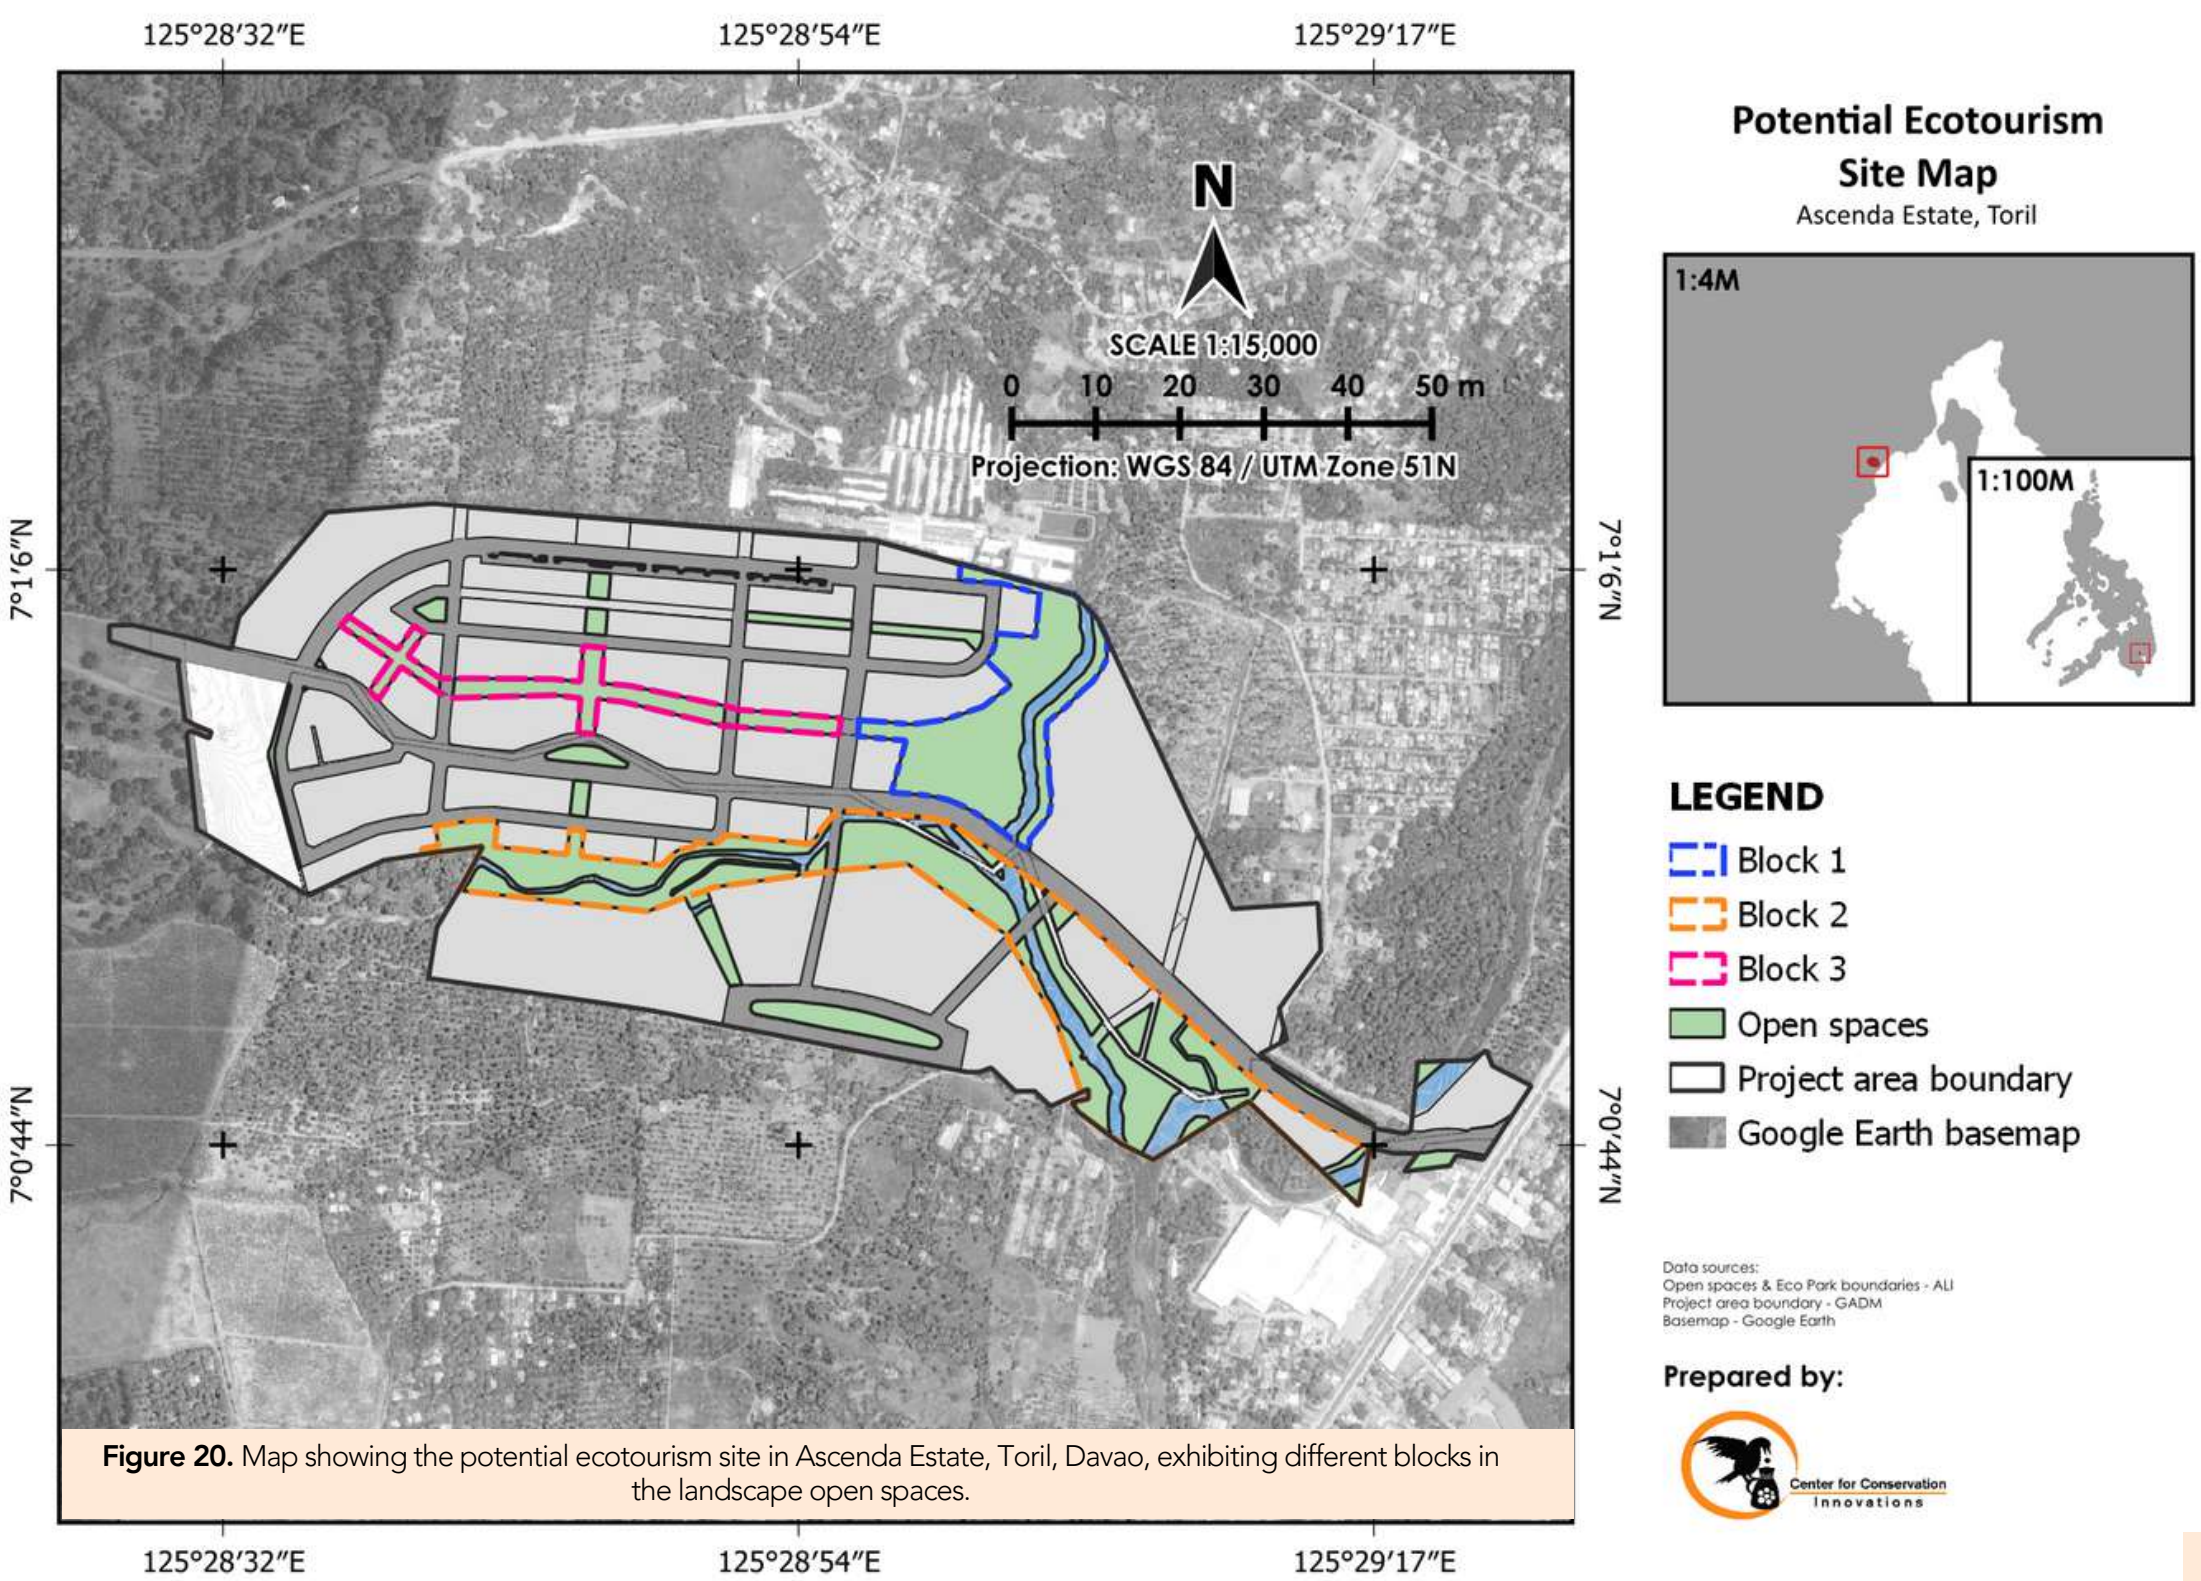 125°28'32"E 125°28'54"E 125°29'17"E
N
SCALE 1:15,000
0 10 20 30 40 50 m
Projection: WGS 84 / UTM Zone 51N
7°1'6"N
7°0'44"N
7°1'6"N
7°0'44"N
Figure 20. Map showing the potential ecotourism site in Ascenda Estate, Toril, Davao, exhibiting different blocks in
the landscape open spaces.
125°28'32"E 125°28'54"E 125°29'17"E
Potential Ecotourism
Site Map
Ascenda Estate, Toril
1:4M
1:100M
LEGEND
Block 1
Block 2
Block 3
Open spaces
Project area boundary
Google Earth basemap
Data sources:
Open spaces & Eco Park boundaries - ALI
Project area boundary - GADM
Basemap - Google Earth
Prepared by:
Center for Conservation
Innovations